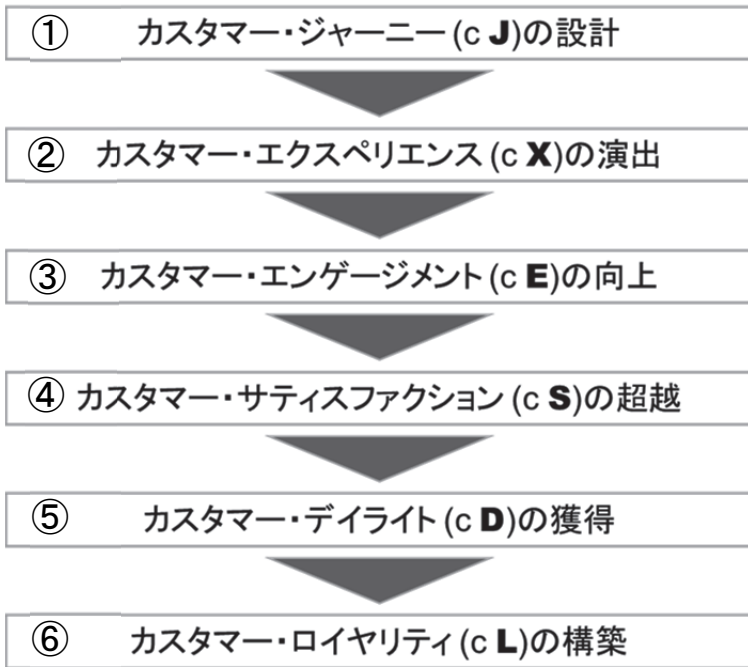 ① カスタマー・ジャーニー(c J)の設計
② カスタマー・エクスペリエンス(c X)の演出
③ カスタマー・エンゲージメント(c E)の向上
④ カスタマー・サティスファクション(c S)の超越
⑤ カスタマー・デイライト(c D)の獲得
⑥ カスタマー・ロイヤリティ(c L)の構築